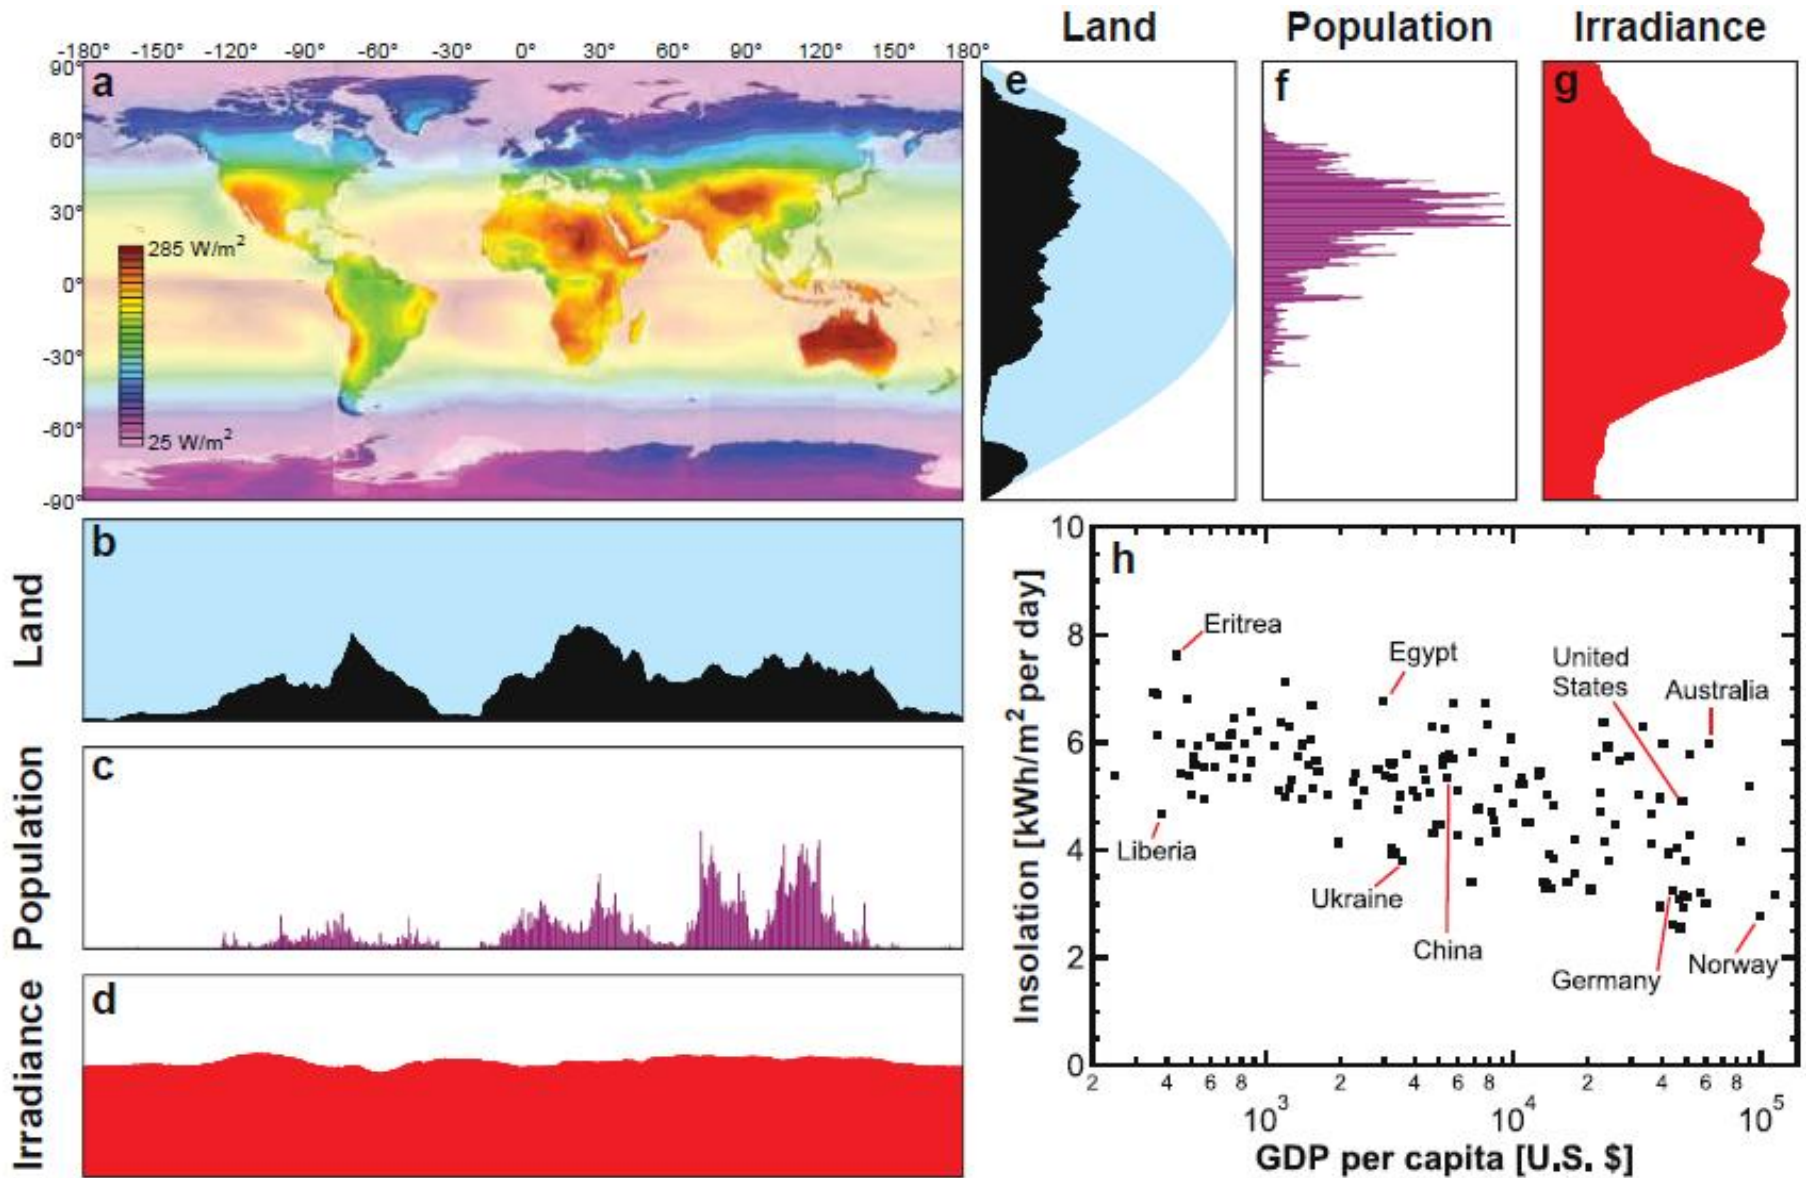 Land Population Irradiance
-180° -150° -120° -90° -60° -30° 0° 30° 60° 90° 120° 150° 180°
90°
60°
30°
0°
-30°
-60°
-90°
a
285 W/m²
25 W/m²
e
f
g
Land
b
Population
c
Irradiance
d
h
Insolation [kWh/m² per day]
10
8
6
4
2
0
Eritrea
Egypt
United
States
Australia
Liberia
Ukraine
China
Germany
Norway
2 4 6 8 2 4 6 8 2 4 6 8
10³ 10⁴ 10⁵
GDP per capita [U.S. $]